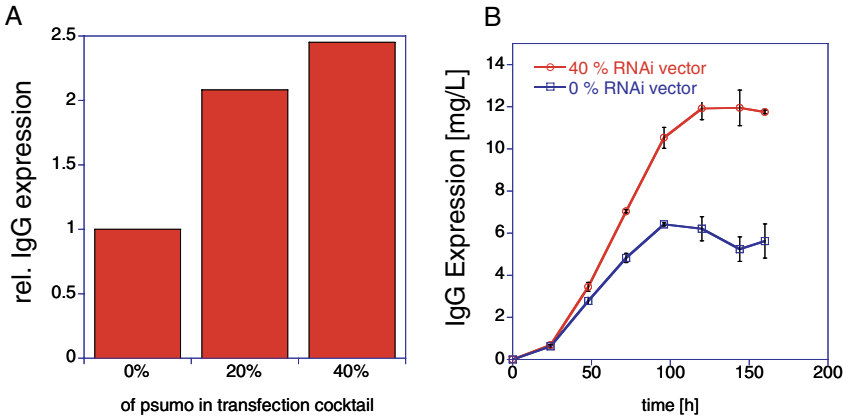 A
rel. IgG expression
2.5
2
1.5
1
0.5
0
0%
20%
40%
of psumo in transfection cocktail
B
IgG Expression [mg/L]
14
12
10
8
6
4
2
0
40 % RNAi vector
0 % RNAi vector
0
50
100
150
200
time [h]